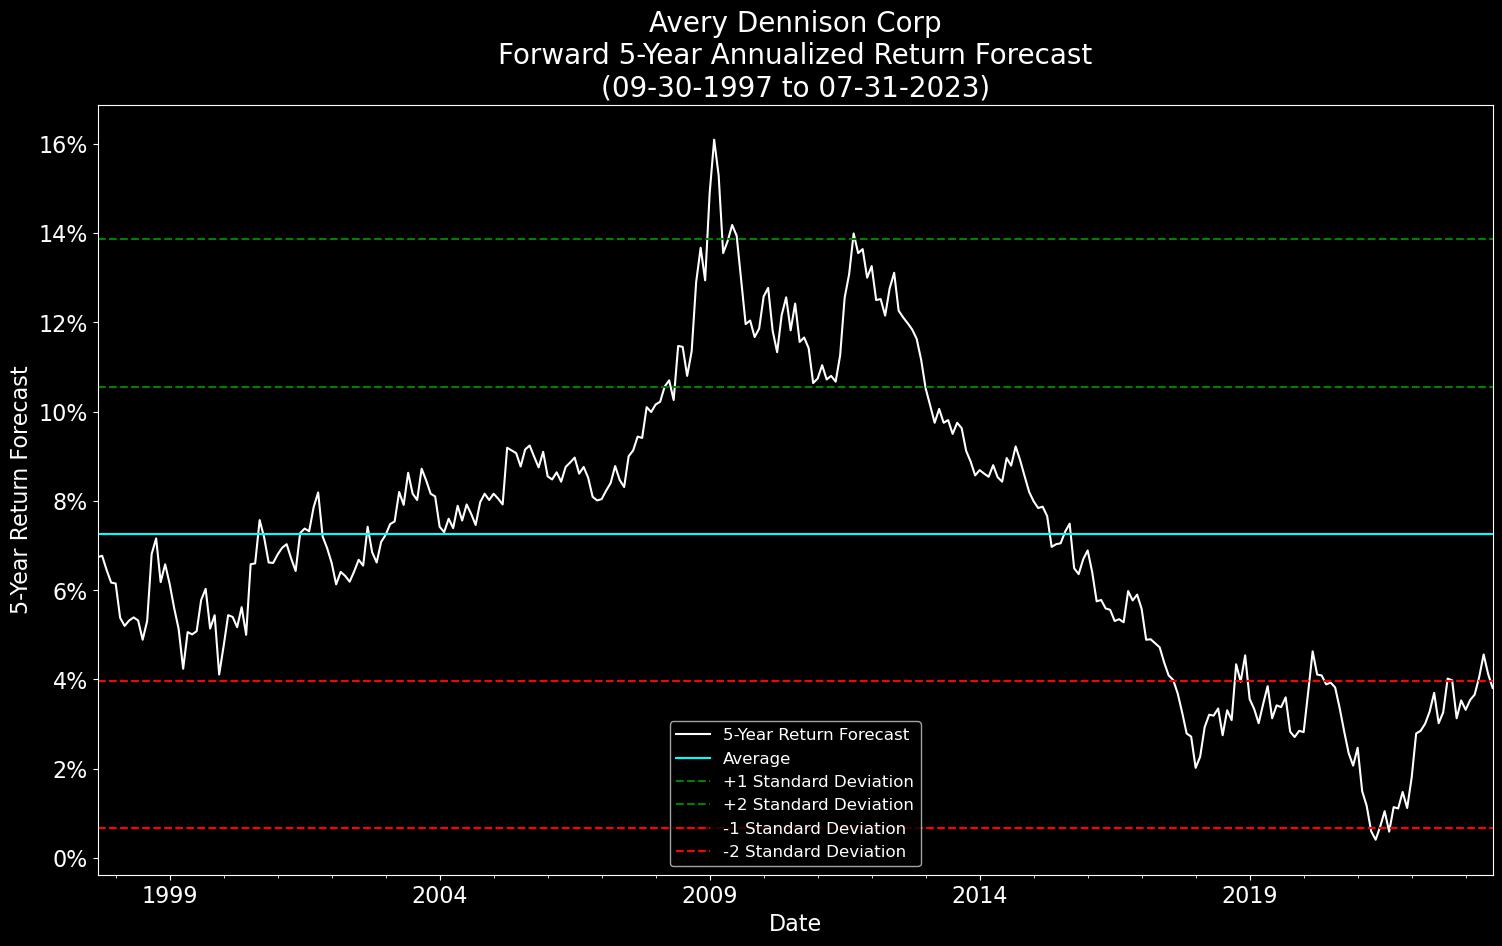 Avery Dennison Corp
Forward 5-Year Annualized Return Forecast
(09-30-1997 to 07-31-2023)
5-Year Return Forecast
16%
14%
12%
10%
8%
6%
4%
2%
0%
5-Year Return Forecast
Average
+1 Standard Deviation
+2 Standard Deviation
-1 Standard Deviation
-2 Standard Deviation
1999
2004
2009
2014
2019
Date